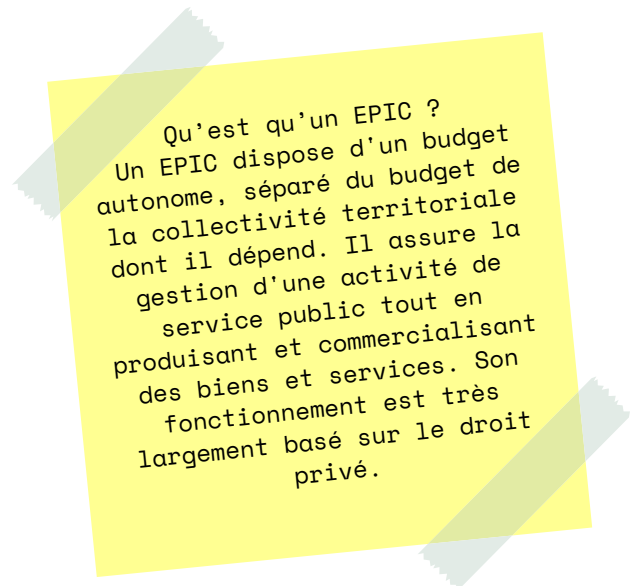 Qu'est qu'un EPIC ?
Un EPIC dispose d'un budget
autonome, séparé du budget de
la collectivité territoriale
dont il dépend. Il assure la
gestion d'une activité de
service public tout en
produisant et commercialisant
des biens et services. Son
fonctionnement est très
largement basé sur le droit
privé.